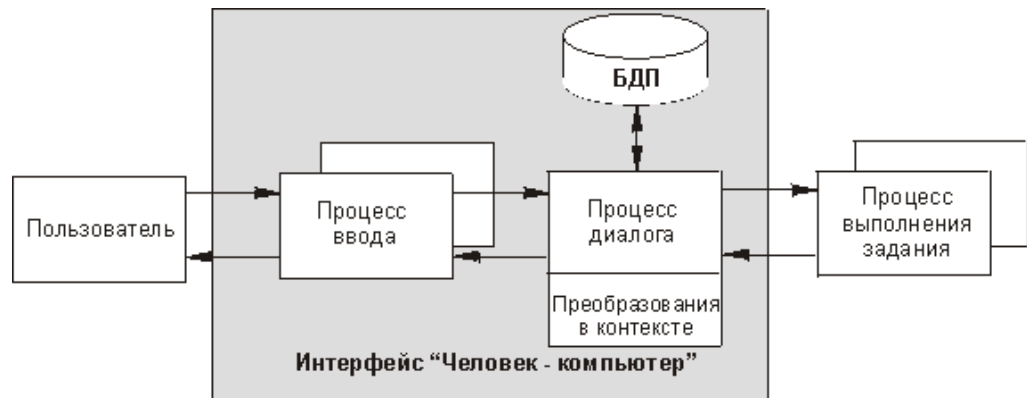 БДП
Пользователь
Процесс
ввода
Процесс
диалога
Преобразования
в контексте
Процесс
выполнения
задания
Интерфейс “Человек - компьютер”